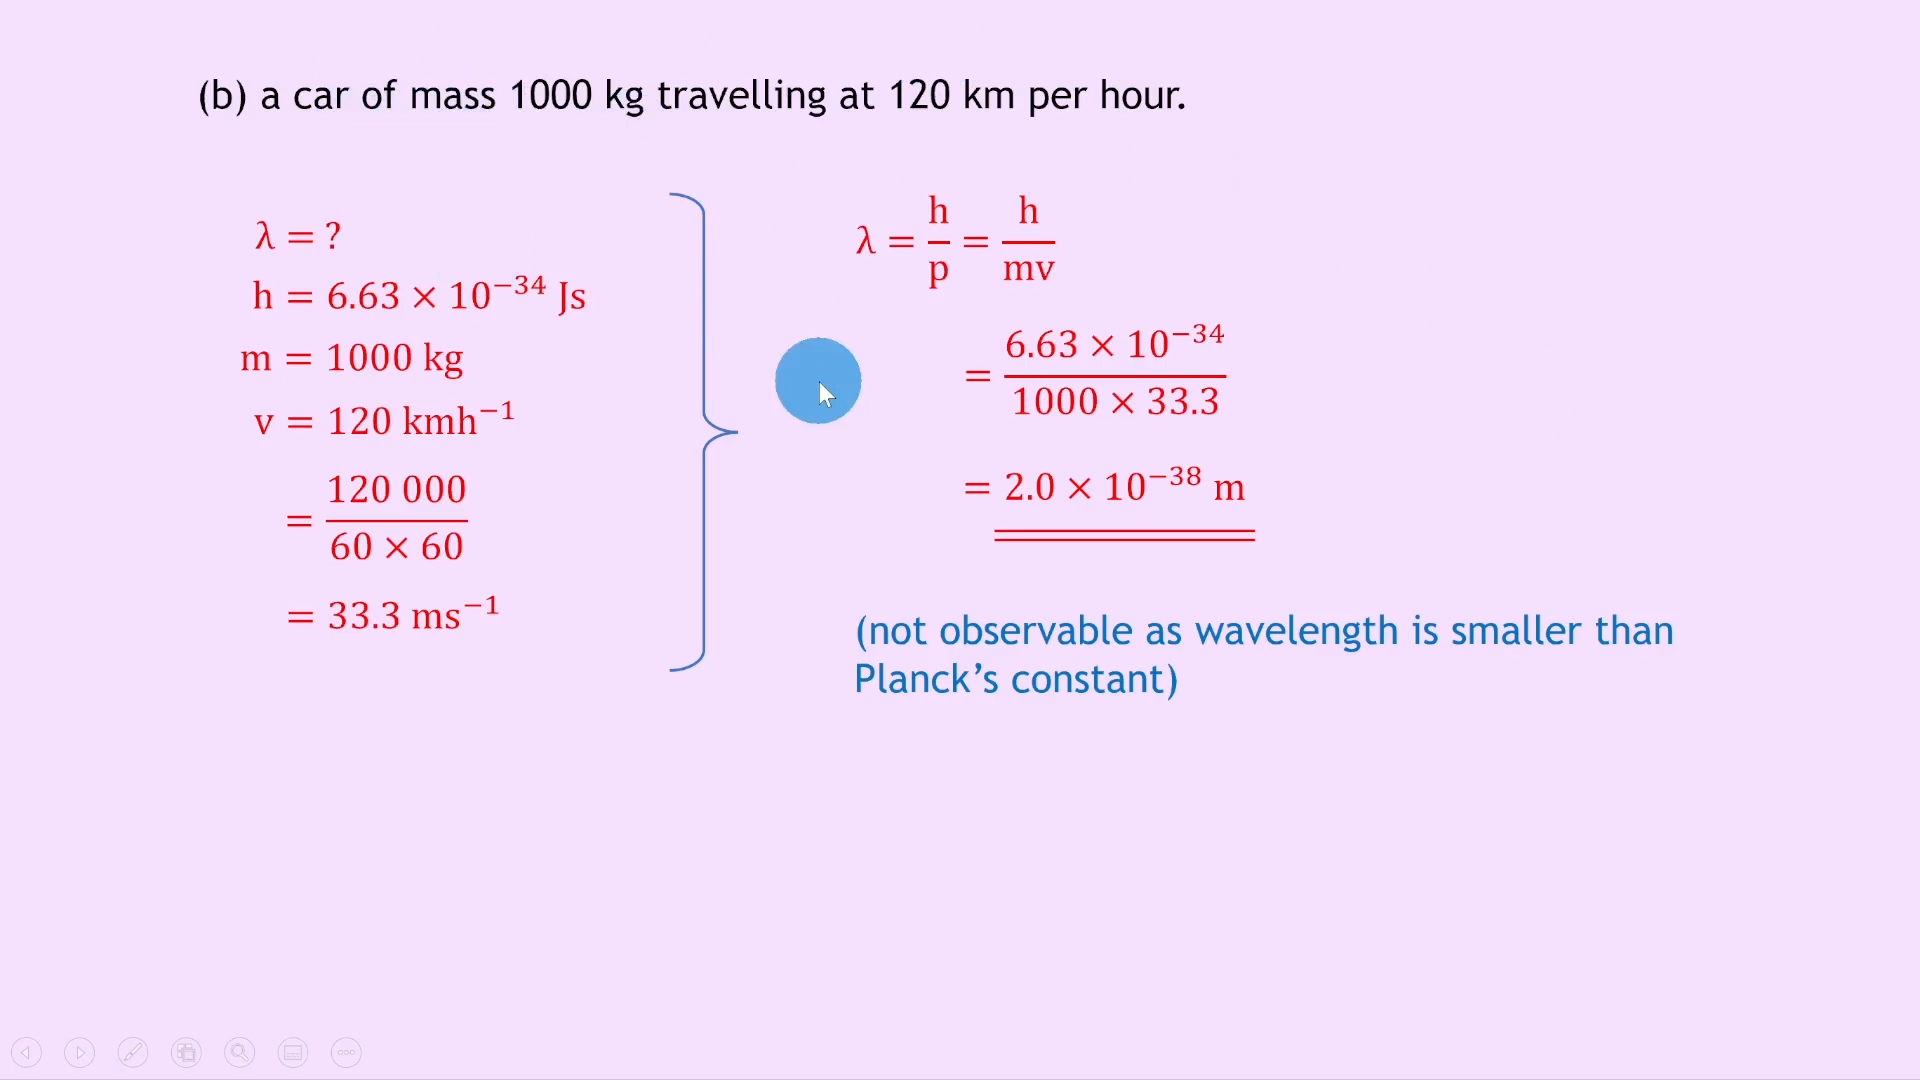 (b) a car of mass 1000 kg travelling at 120 km per hour.
λ = ?
h = 6.63 × 10⁻³⁴ Js
m = 1000 kg
v = 120 kmh⁻¹
= 120 000 / 60 × 60
= 33.3 ms⁻¹
λ = h/p = h/mv
= 6.63 × 10⁻³⁴ / 1000 × 33.3
= 2.0 × 10⁻³⁸ m
(not observable as wavelength is smaller than
Planck’s constant)